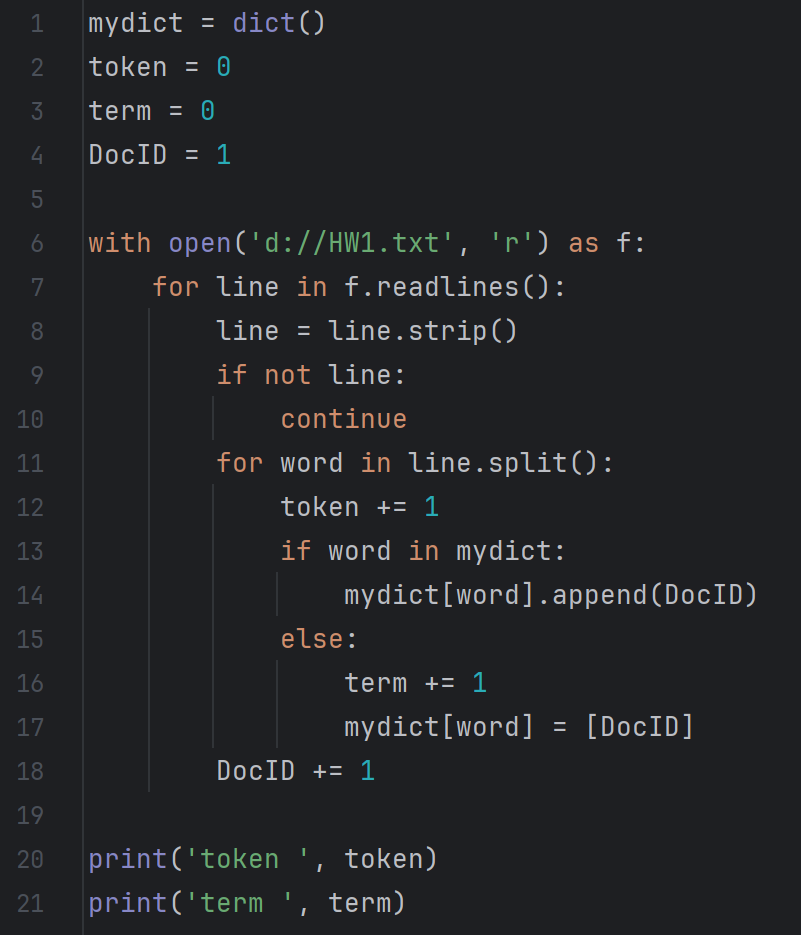 1 mydict = dict()
2 token = 0
3 term = 0
4 DocID = 1
5
6 with open('d://HW1.txt', 'r') as f:
7     for line in f.readlines():
8         line = line.strip()
9         if not line:
10             continue
11         for word in line.split():
12             token += 1
13             if word in mydict:
14                 mydict[word].append(DocID)
15             else:
16                 term += 1
17                 mydict[word] = [DocID]
18         DocID += 1
19
20 print('token ', token)
21 print('term ', term)